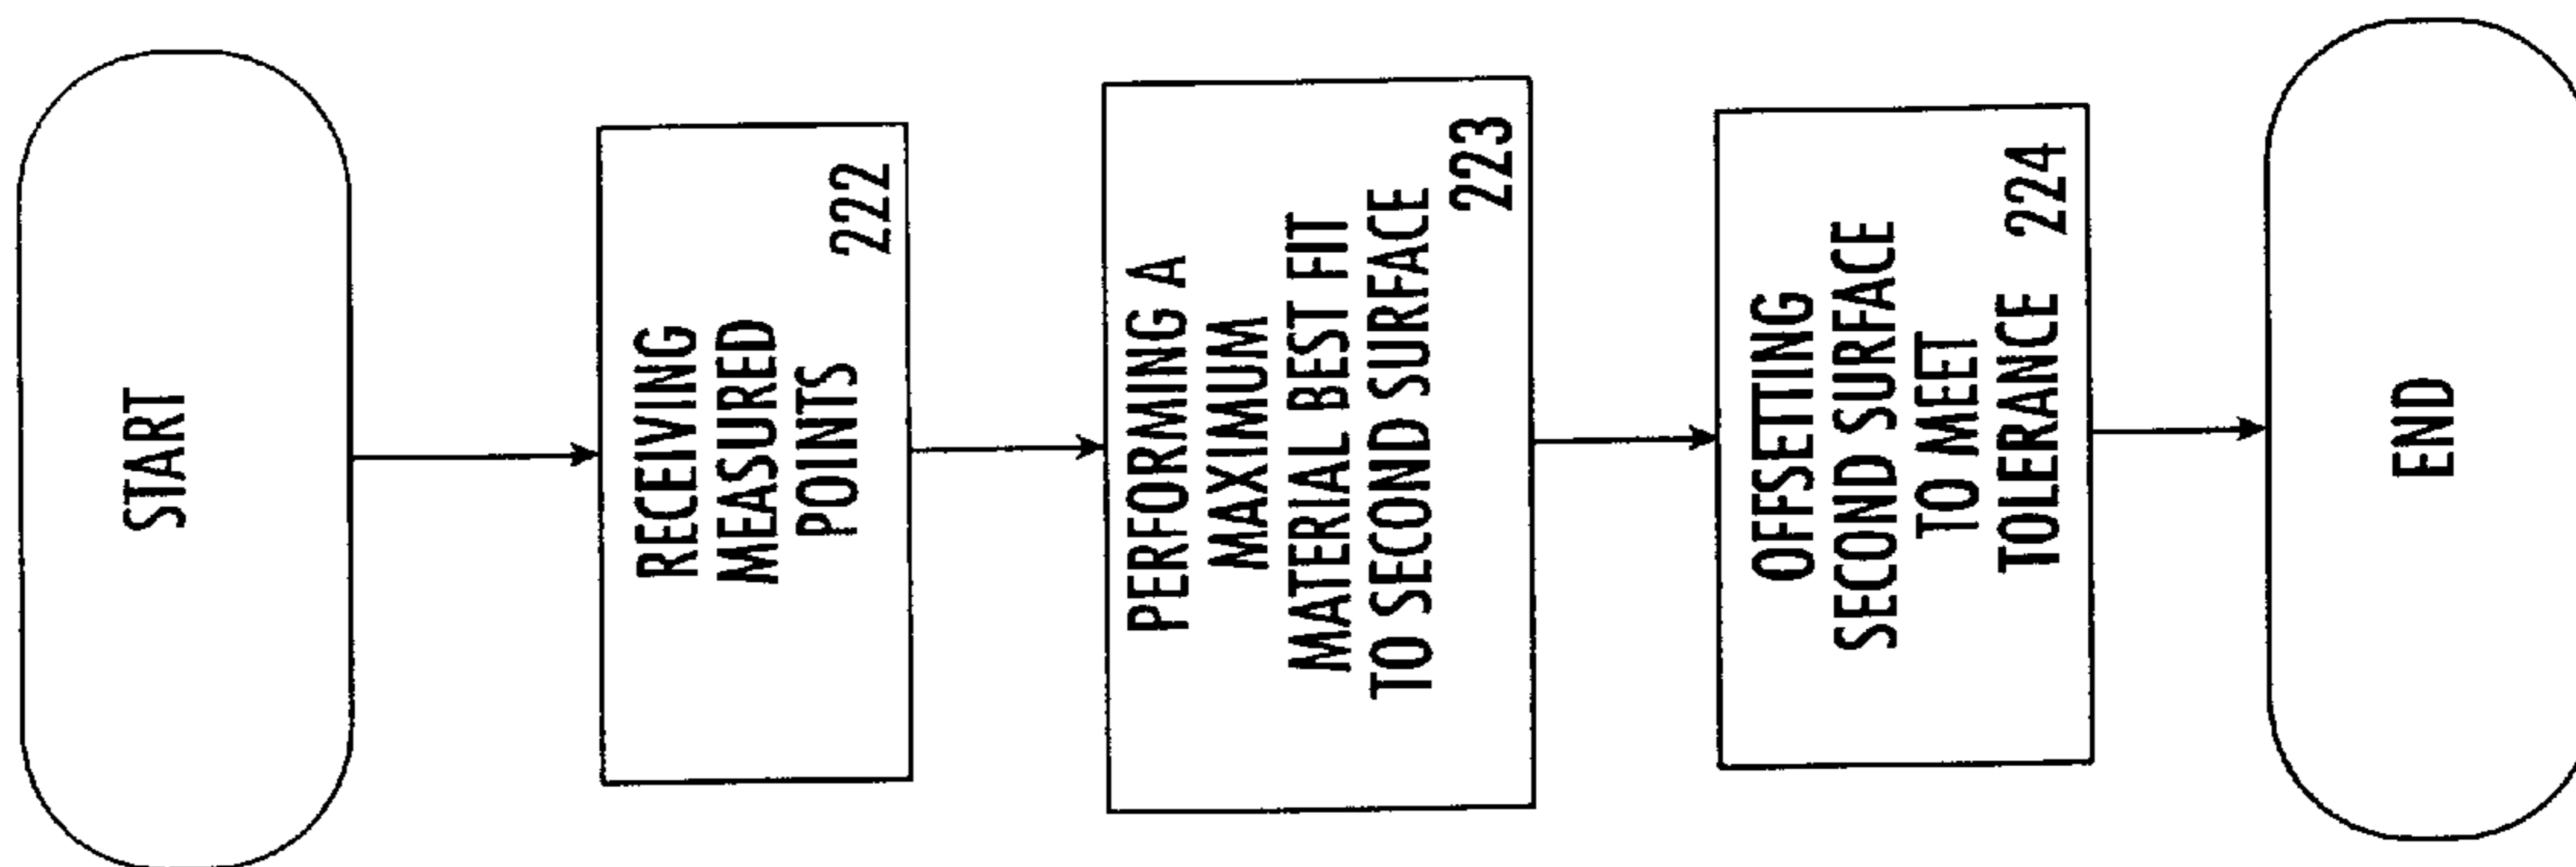 START
RECEIVING
MEASURED
POINTS 222
PERFORMING A
MAXIMUM
MATERIAL BEST FIT
TO SECOND SURFACE
223
OFFSETTING
SECOND SURFACE
TO MEET
TOLERANCE 224
END